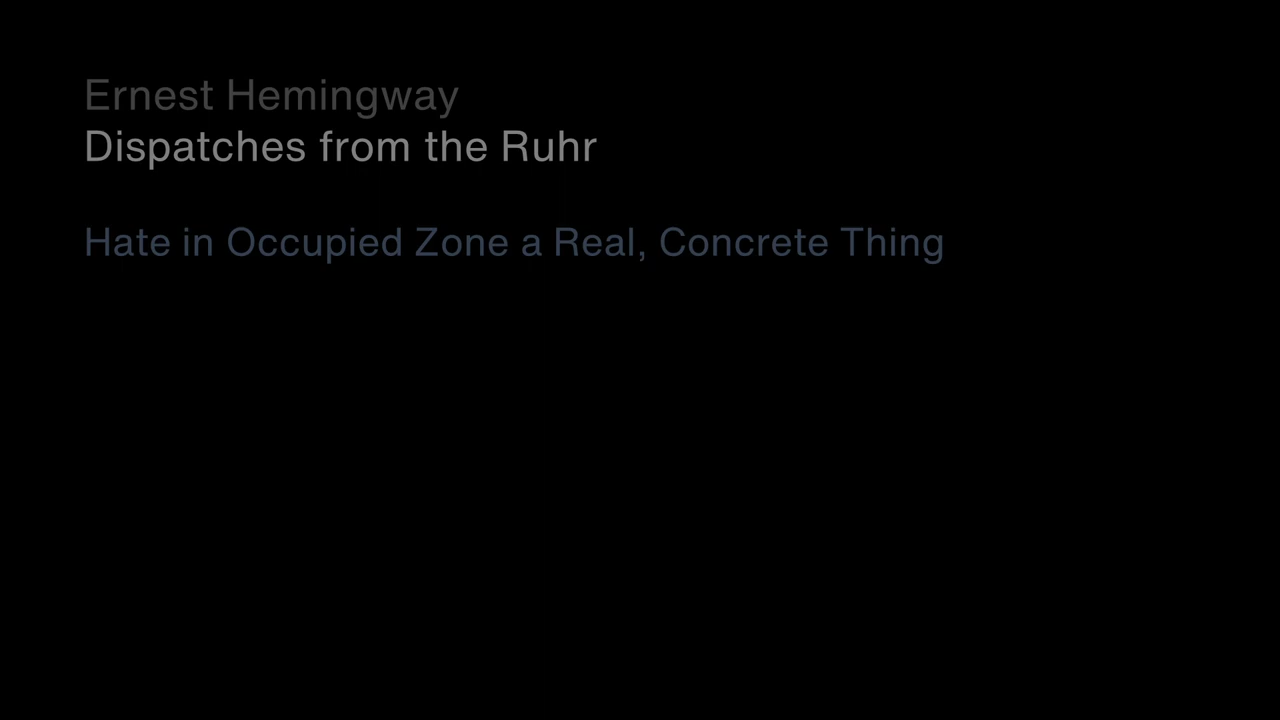 Ernest Hemingway
Dispatches from the Ruhr
Hate in Occupied Zone a Real, Concrete Thing